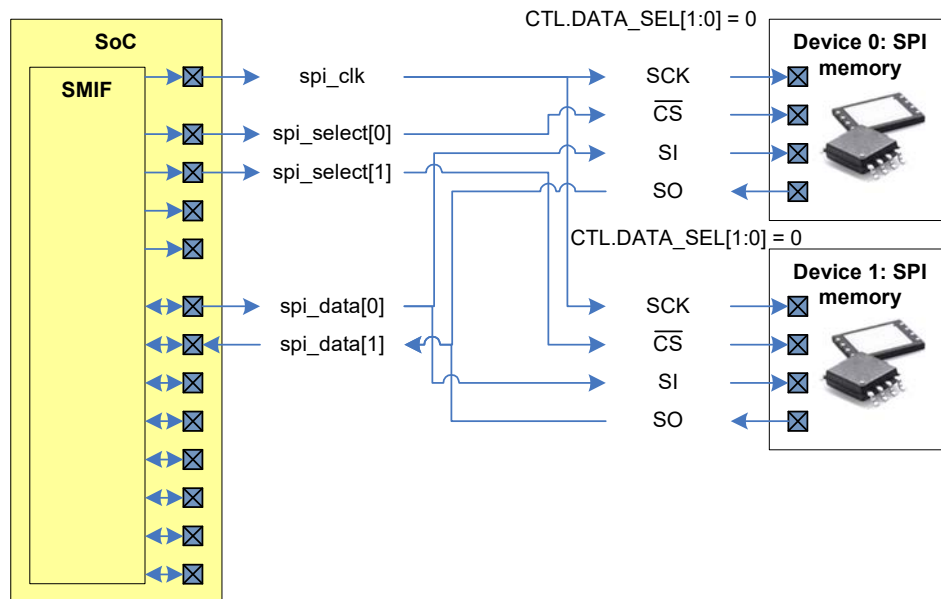 SoC
SMIF
spi_clk
spi_select[0]
spi_select[1]
spi_data[0]
spi_data[1]
CTL.DATA_SEL[1:0] = 0
SCK
CS
SI
SO
Device 0: SPI
memory
CTL.DATA_SEL[1:0] = 0
SCK
CS
SI
SO
Device 1: SPI
memory